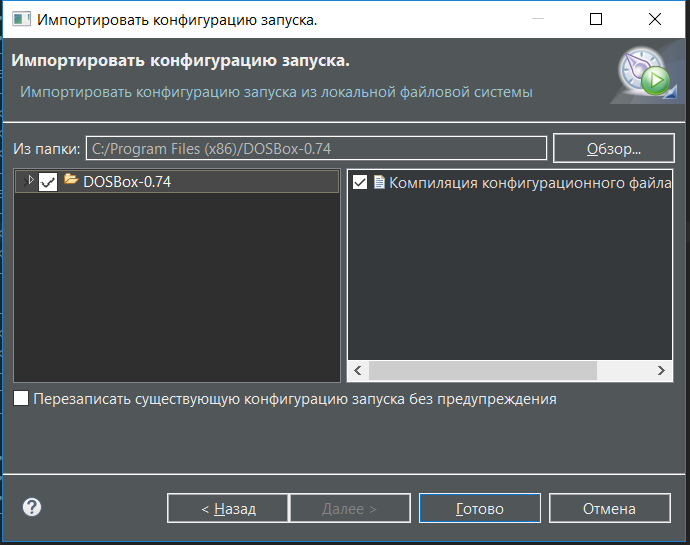 Импортировать конфигурацию запуска.
Импортировать конфигурацию запуска.
Импортировать конфигурацию запуска из локальной файловой системы
Из папки: C:/Program Files (x86)/DOSBox-0.74 Обзор...
DOSBox-0.74 Компиляция конфигурационного файла
Перезаписать существующую конфигурацию запуска без предупреждения
? < Назад Далее > Готово Отмена